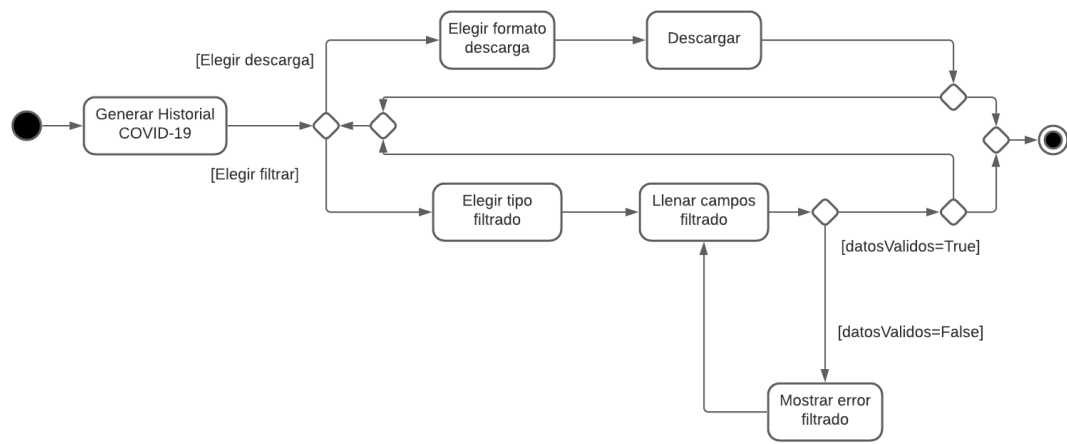 Elegir formato
descarga
Descargar
[Elegir descarga]
Generar Historial
COVID-19
[Elegir filtrar]
Elegir tipo
filtrado
Llenar campos
filtrado
[datosValidos=True]
[datosValidos=False]
Mostrar error
filtrado